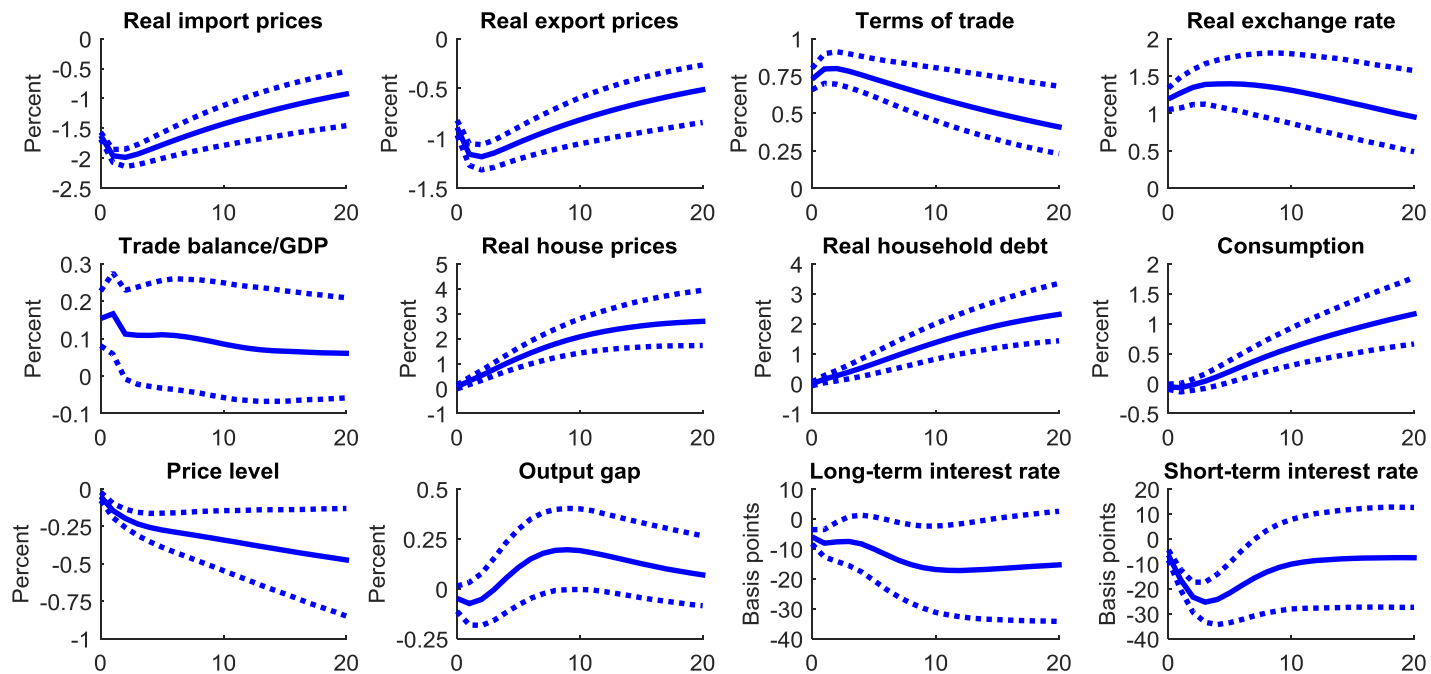 Real import prices Real export prices Terms of trade Real exchange rate
Percent
0
-0.5
-1
-1.5
-2
-2.5
0 10 20
Percent
0
-0.5
-1
-1.5
0 10 20
Percent
1
0.75
0.5
0.25
0
0 10 20
Percent
2
1.5
1
0.5
0
0 10 20
Trade balance/GDP Real house prices Real household debt Consumption
Percent
0.3
0.2
0.1
0
-0.1
0 10 20
Percent
5
4
3
2
1
0
-1
0 10 20
Percent
4
3
2
1
0
-1
0 10 20
Percent
2
1.5
1
0.5
0
-0.5
0 10 20
Price level Output gap Long-term interest rate Short-term interest rate
Percent
0
-0.25
-0.5
-0.75
-1
0 10 20
Percent
0.5
0.25
0
-0.25
0 10 20
Basis points
10
0
-10
-20
-30
-40
0 10 20
Basis points
20
10
0
-10
-20
-30
-40
0 10 20